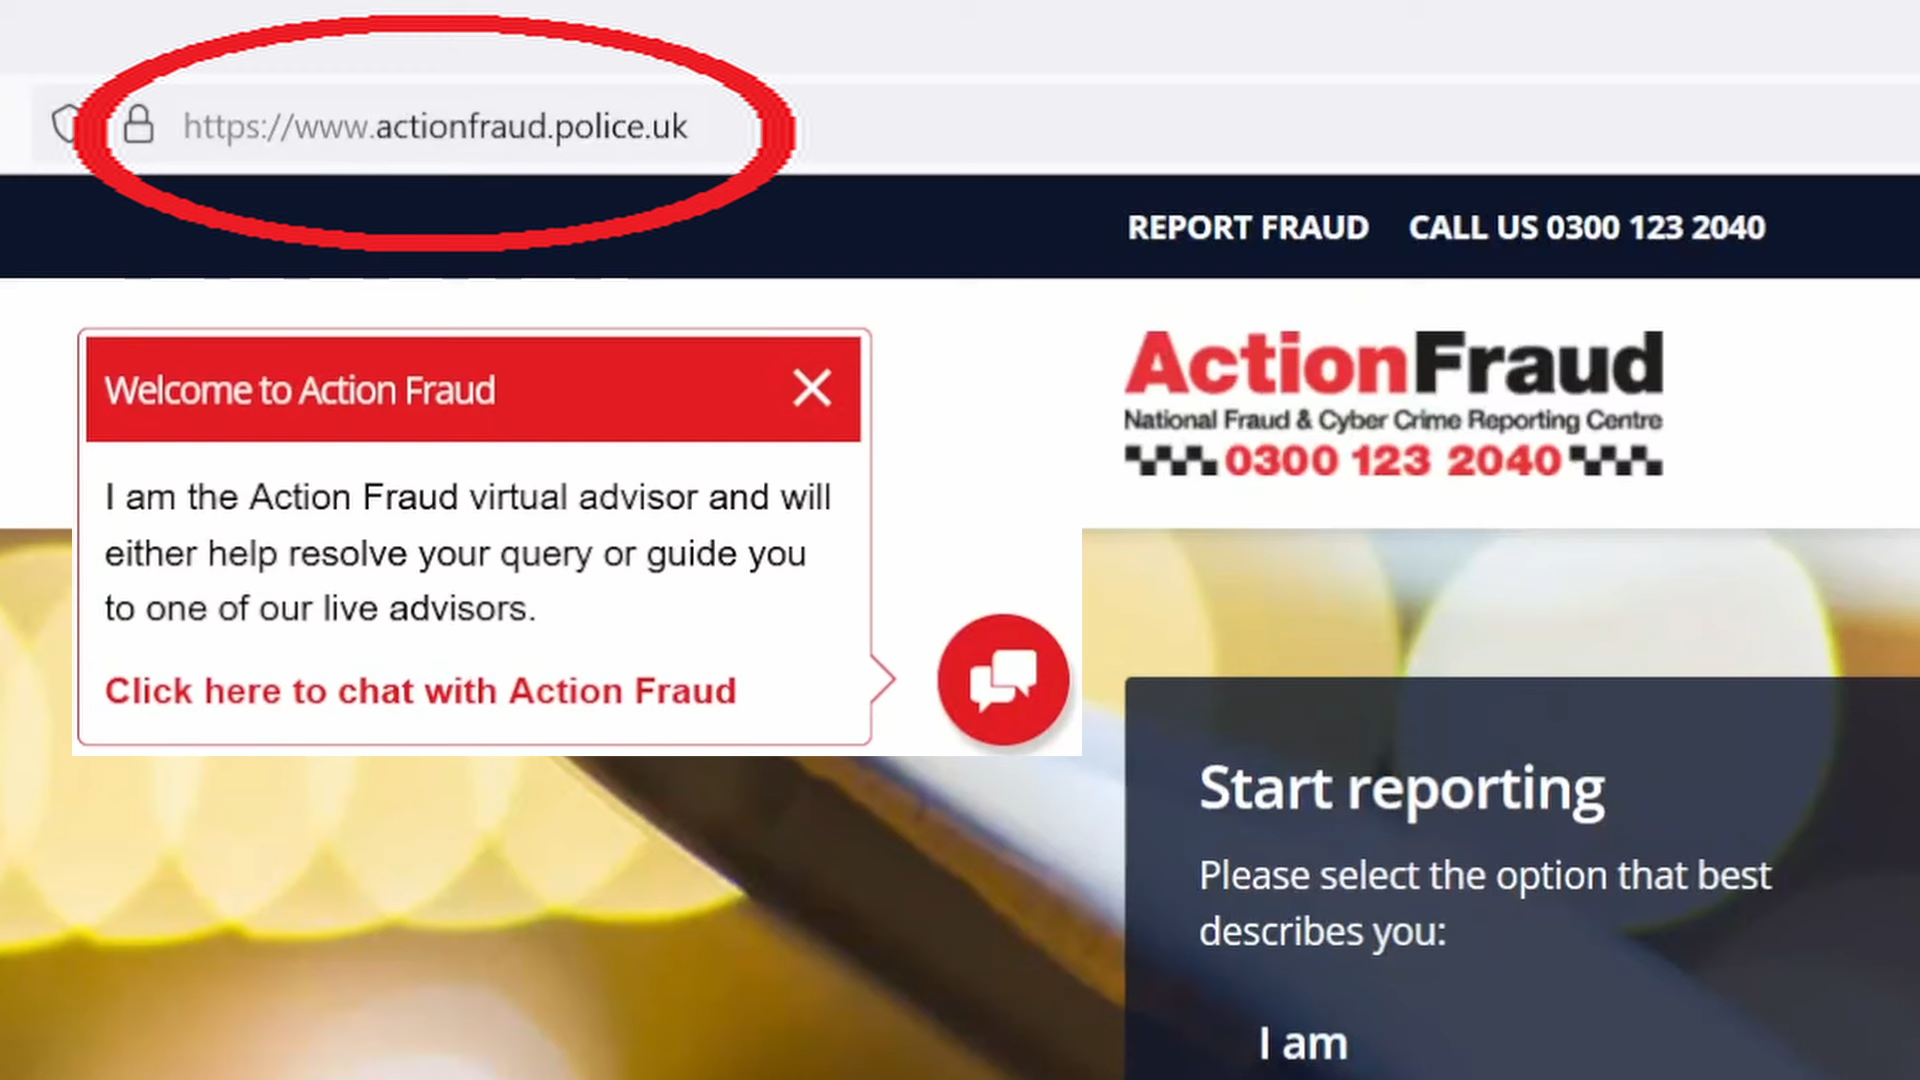 https://www.actionfraud.police.uk
REPORT FRAUD CALL US 0300 123 2040
Welcome to Action Fraud
I am the Action Fraud virtual advisor and will
either help resolve your query or guide you
to one of our live advisors.
Click here to chat with Action Fraud
ActionFraud
National Fraud & Cyber Crime Reporting Centre
0300 123 2040
Start reporting
Please select the option that best
describes you:
I am